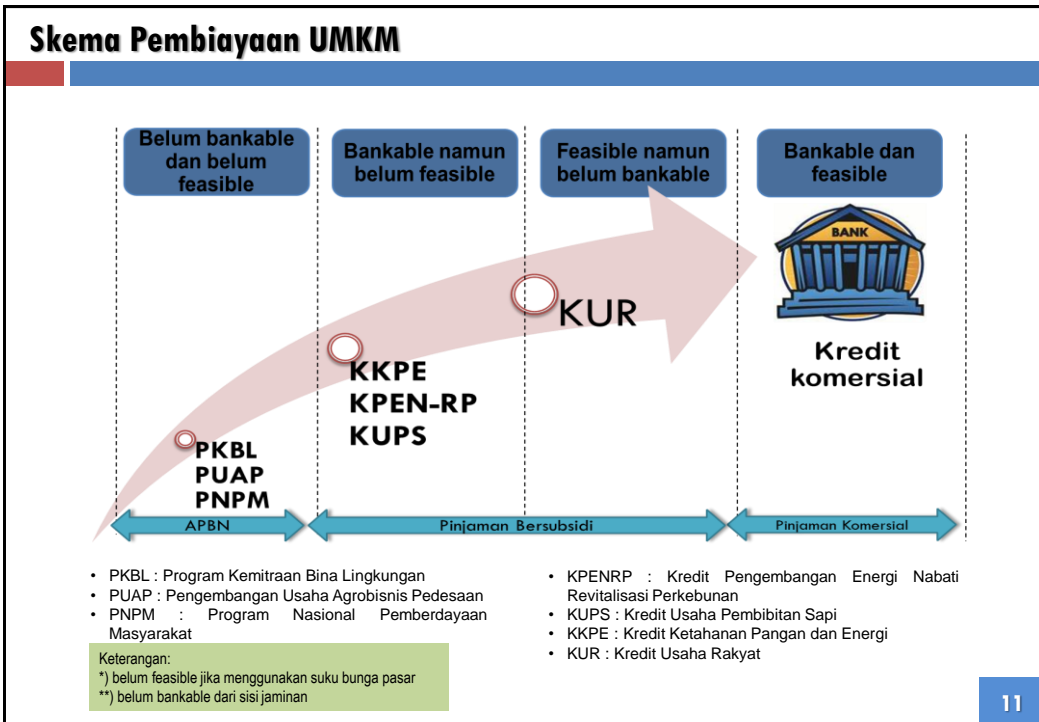 Skema Pembiayaan UMKM
Belum bankable
dan belum
feasible
Bankable namun
belum feasible
Feasible namun
belum bankable
Bankable dan
feasible
BANK
KUR
Kredit
komersial
KKPE
KPEN-RP
KUPS
PKBL
PUAP
PNPM
APBN
Pinjaman Bersubsidi
Pinjaman Komersial
• PKBL : Program Kemitraan Bina Lingkungan
• PUAP : Pengembangan Usaha Agrobisnis Pedesaan
• PNPM : Program Nasional Pemberdayaan
Masyarakat
• KPENRP : Kredit Pengembangan Energi Nabati
Revitalisasi Perkebunan
• KUPS : Kredit Usaha Pembibitan Sapi
• KKPE : Kredit Ketahanan Pangan dan Energi
• KUR : Kredit Usaha Rakyat
Keterangan:
*) belum feasible jika menggunakan suku bunga pasar
**) belum bankable dari sisi jaminan
11